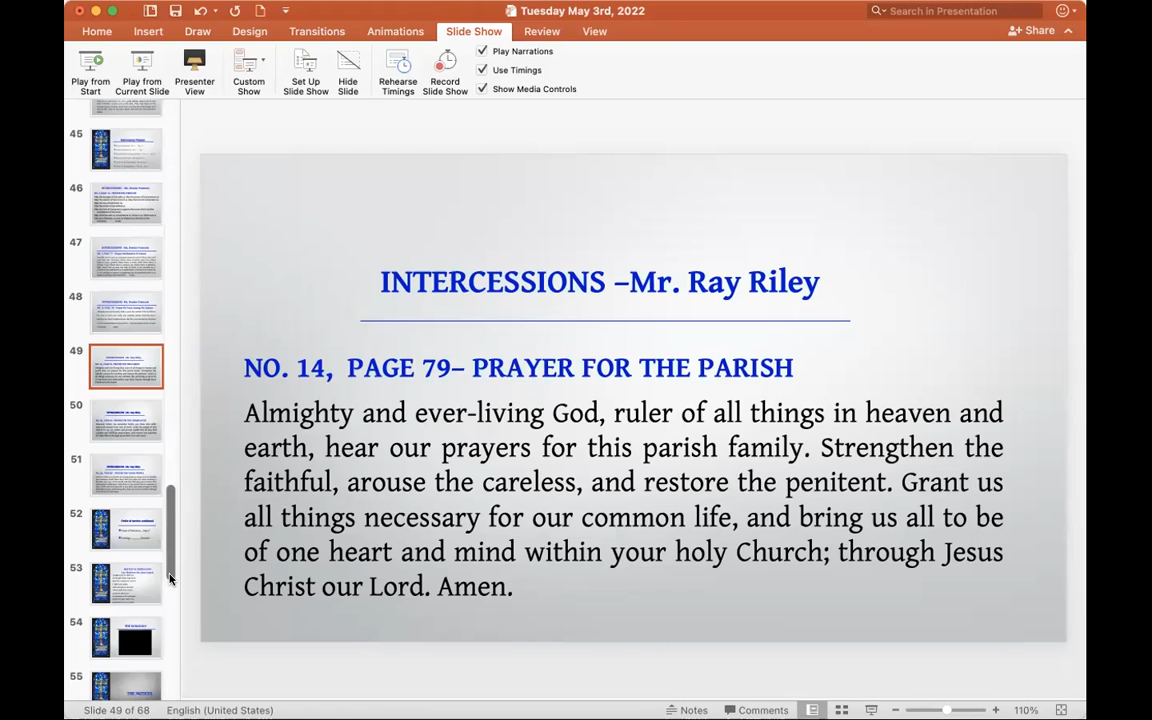 Tuesday May 3rd, 2022
Search in Presentation
Home Insert Draw Design Transitions Animations Slide Show Review View
Share
Play from Start
Play from Current Slide
Presenter View
Custom Show
Set Up Slide Show
Hide Slide
Rehearse Timings
Record Slide Show
Play Narrations
Use Timings
Show Media Controls
45
46
47
48
49
50
51
52
53
54
55
INTERCESSIONS –Mr. Ray Riley
NO. 14, PAGE 79– PRAYER FOR THE PARISH
Almighty and ever-living God, ruler of all things in heaven and
earth, hear our prayers for this parish family. Strengthen the
faithful, arouse the careless, and restore the penitent. Grant us
all things necessary for our common life, and bring us all to be
of one heart and mind within your holy Church; through Jesus
Christ our Lord. Amen.
Slide 49 of 68 English (United States)
Notes Comments 110%